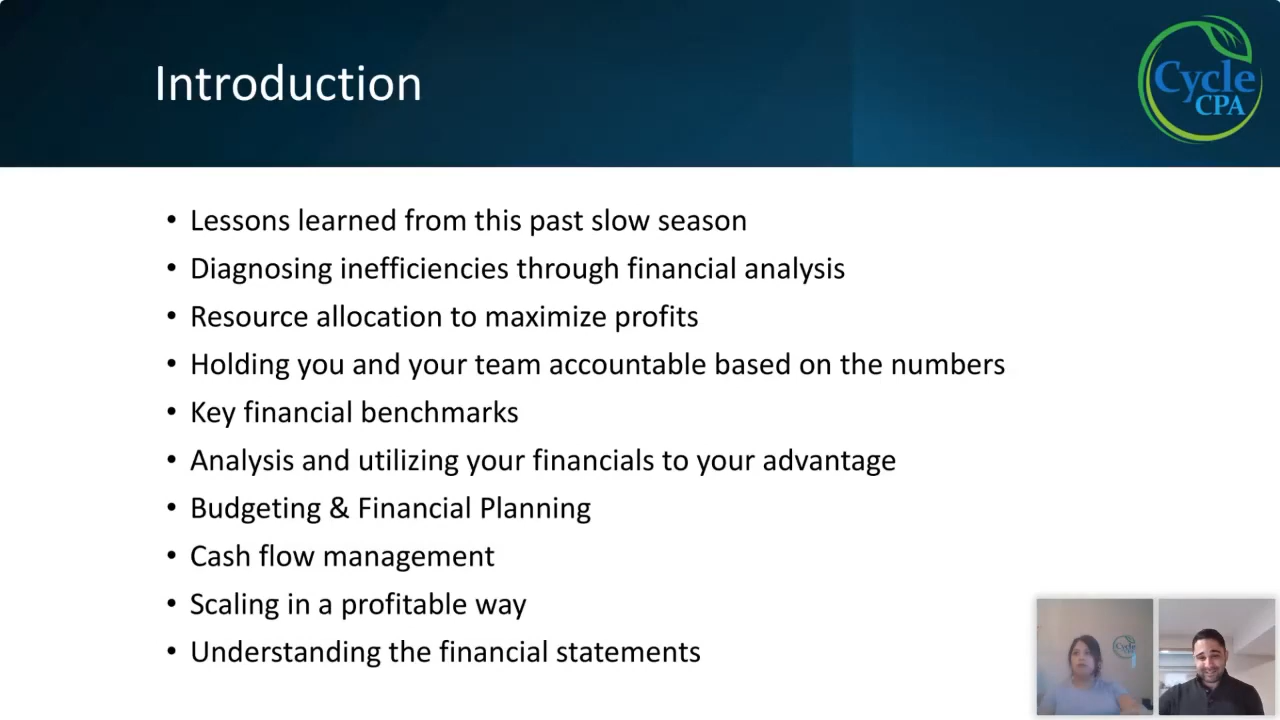 Introduction
Cycle
CPA
• Lessons learned from this past slow season
• Diagnosing inefficiencies through financial analysis
• Resource allocation to maximize profits
• Holding you and your team accountable based on the numbers
• Key financial benchmarks
• Analysis and utilizing your financials to your advantage
• Budgeting & Financial Planning
• Cash flow management
• Scaling in a profitable way
• Understanding the financial statements
Cycle
CPA